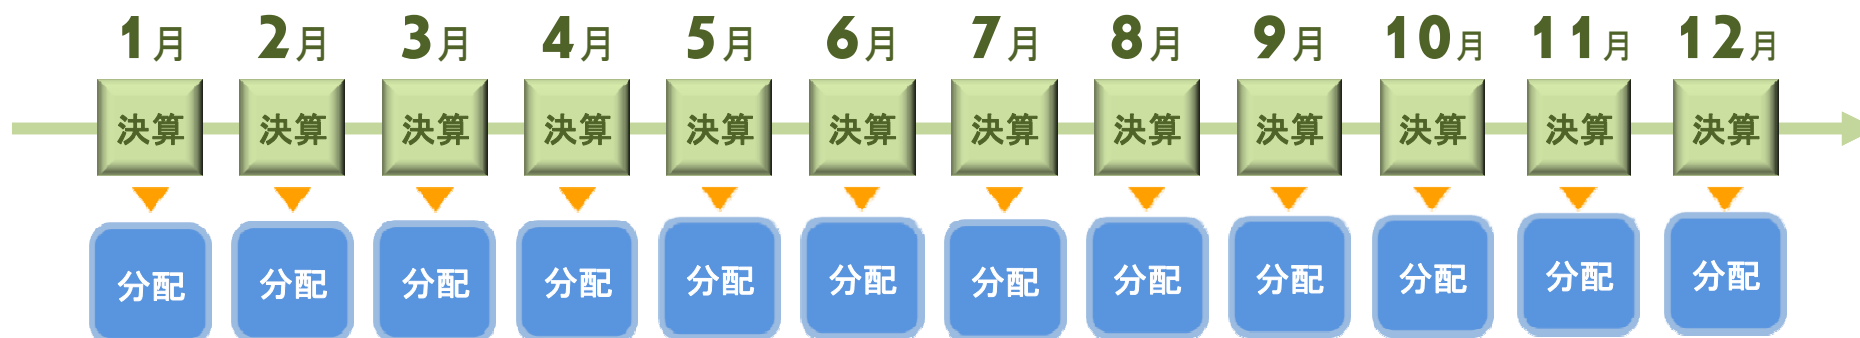 1月 2月 3月 4月 5月 6月 7月 8月 9月 10月 11月 12月
決算 決算 決算 決算 決算 決算 決算 決算 決算 決算 決算 決算
分配 分配 分配 分配 分配 分配 分配 分配 分配 分配 分配 分配